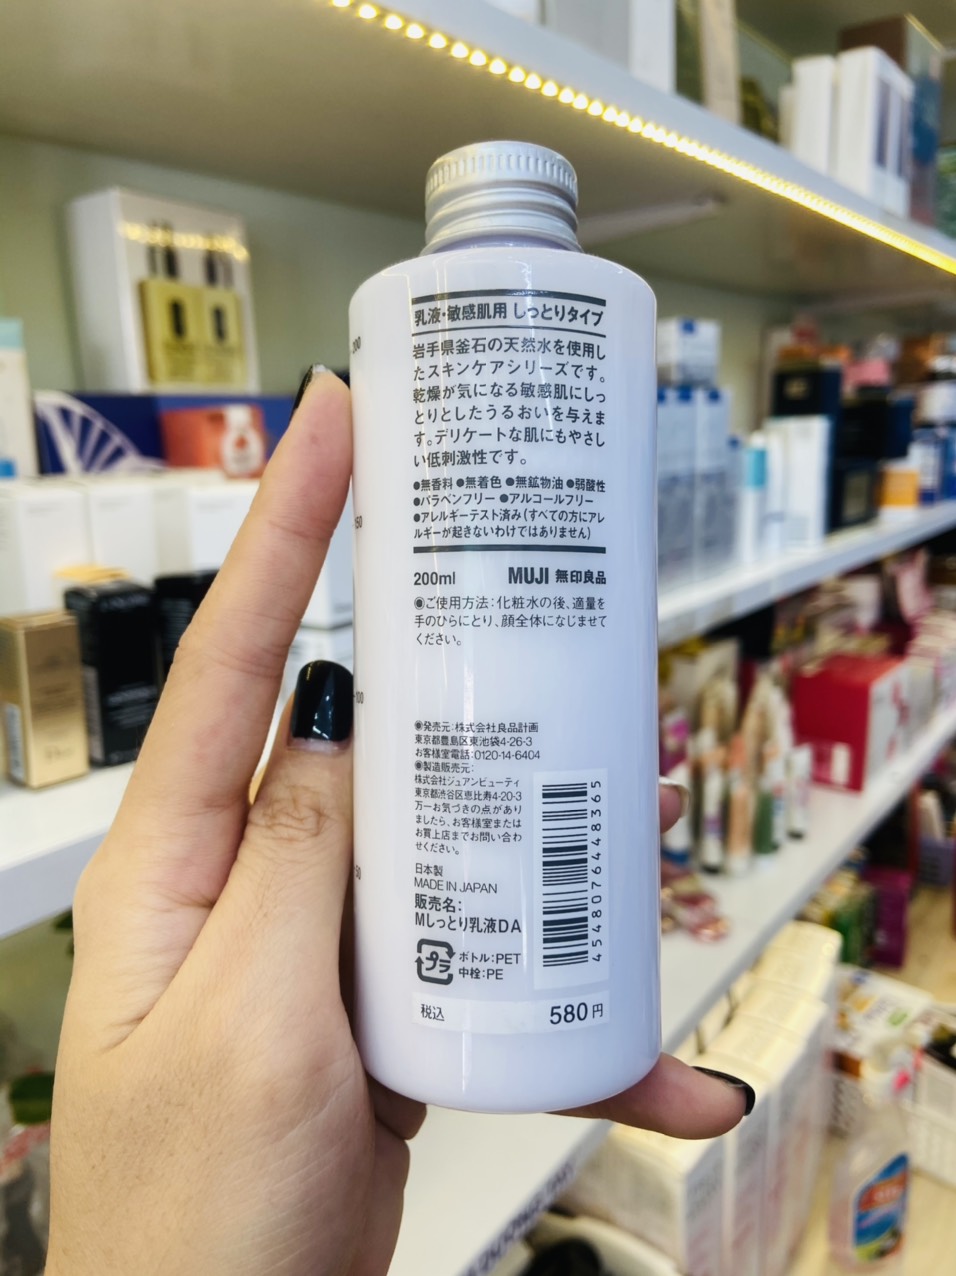 乳液・敏感肌用 しっとりタイプ
岩手県釜石の天然水を使用し
たスキンケアシリーズです。
乾燥が気になる敏感肌にしっ
とりとしたうるおいを与えま
す。デリケートな肌にもやさし
い低刺激性です。
●無香料 ●無着色 ●無鉱物油 ●弱酸性
●パラベンフリー ●アルコールフリー
●アレルギーテスト済み(すべての方にアレ
ルギーが起きないわけではありません)
200ml MUJI 無印良品
◉ご使用方法:化粧水の後、適量を
手のひらにとり、顔全体になじませて
ください。
◉発売元:株式会社良品計画
東京都豊島区東池袋4-26-3
お客様室電話:0120-14-6404
◉製造販売元:
株式会社ジュアンビューティ
東京都渋谷区恵比寿4-20-3
万一お気づきの点があり
ましたら、お客様室または
お買上店までお問い合わ
せください。
日本製
MADE IN JAPAN
販売名:
Mしっとり乳液DA
プラ
ボトル:PET
中栓:PE
4548076448365
税込 580円
200
150
100
50